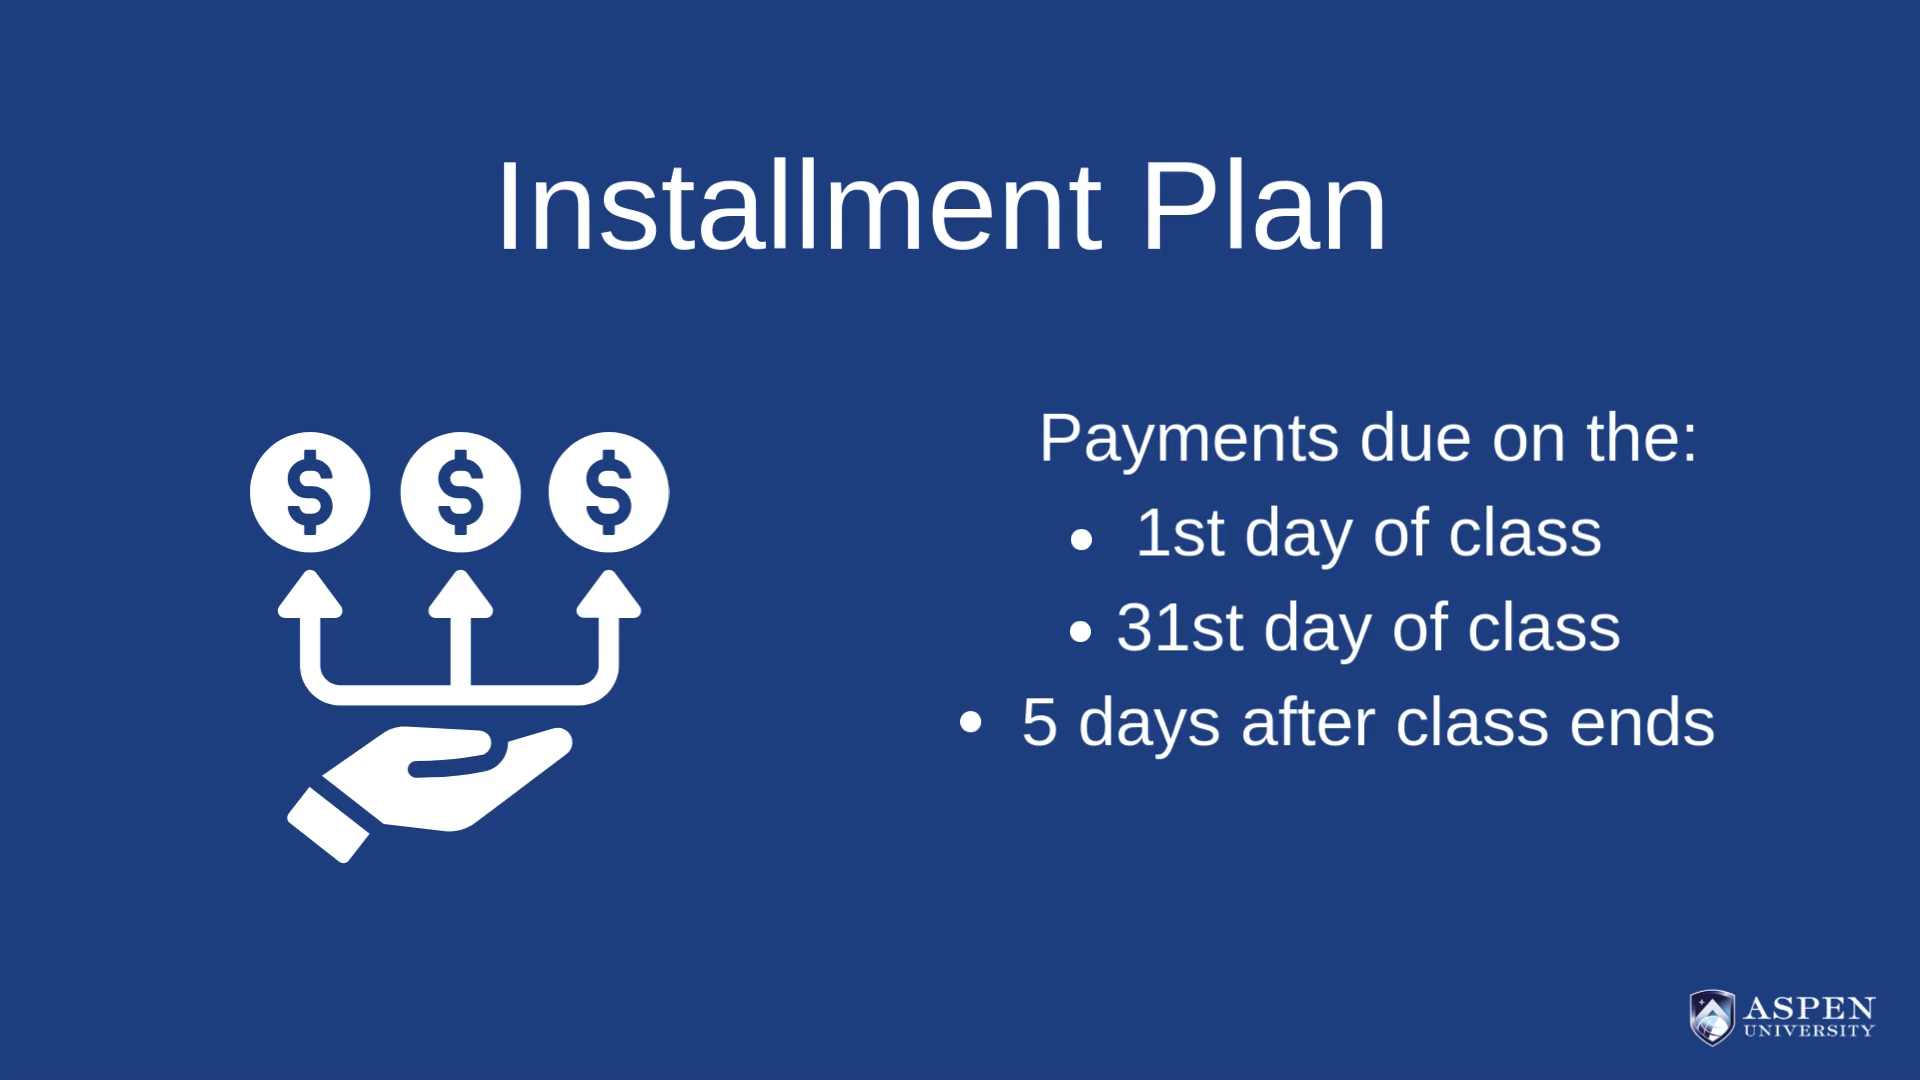 Installment Plan
$ $ $
Payments due on the:
• 1st day of class
• 31st day of class
• 5 days after class ends
ASPEN
UNIVERSITY